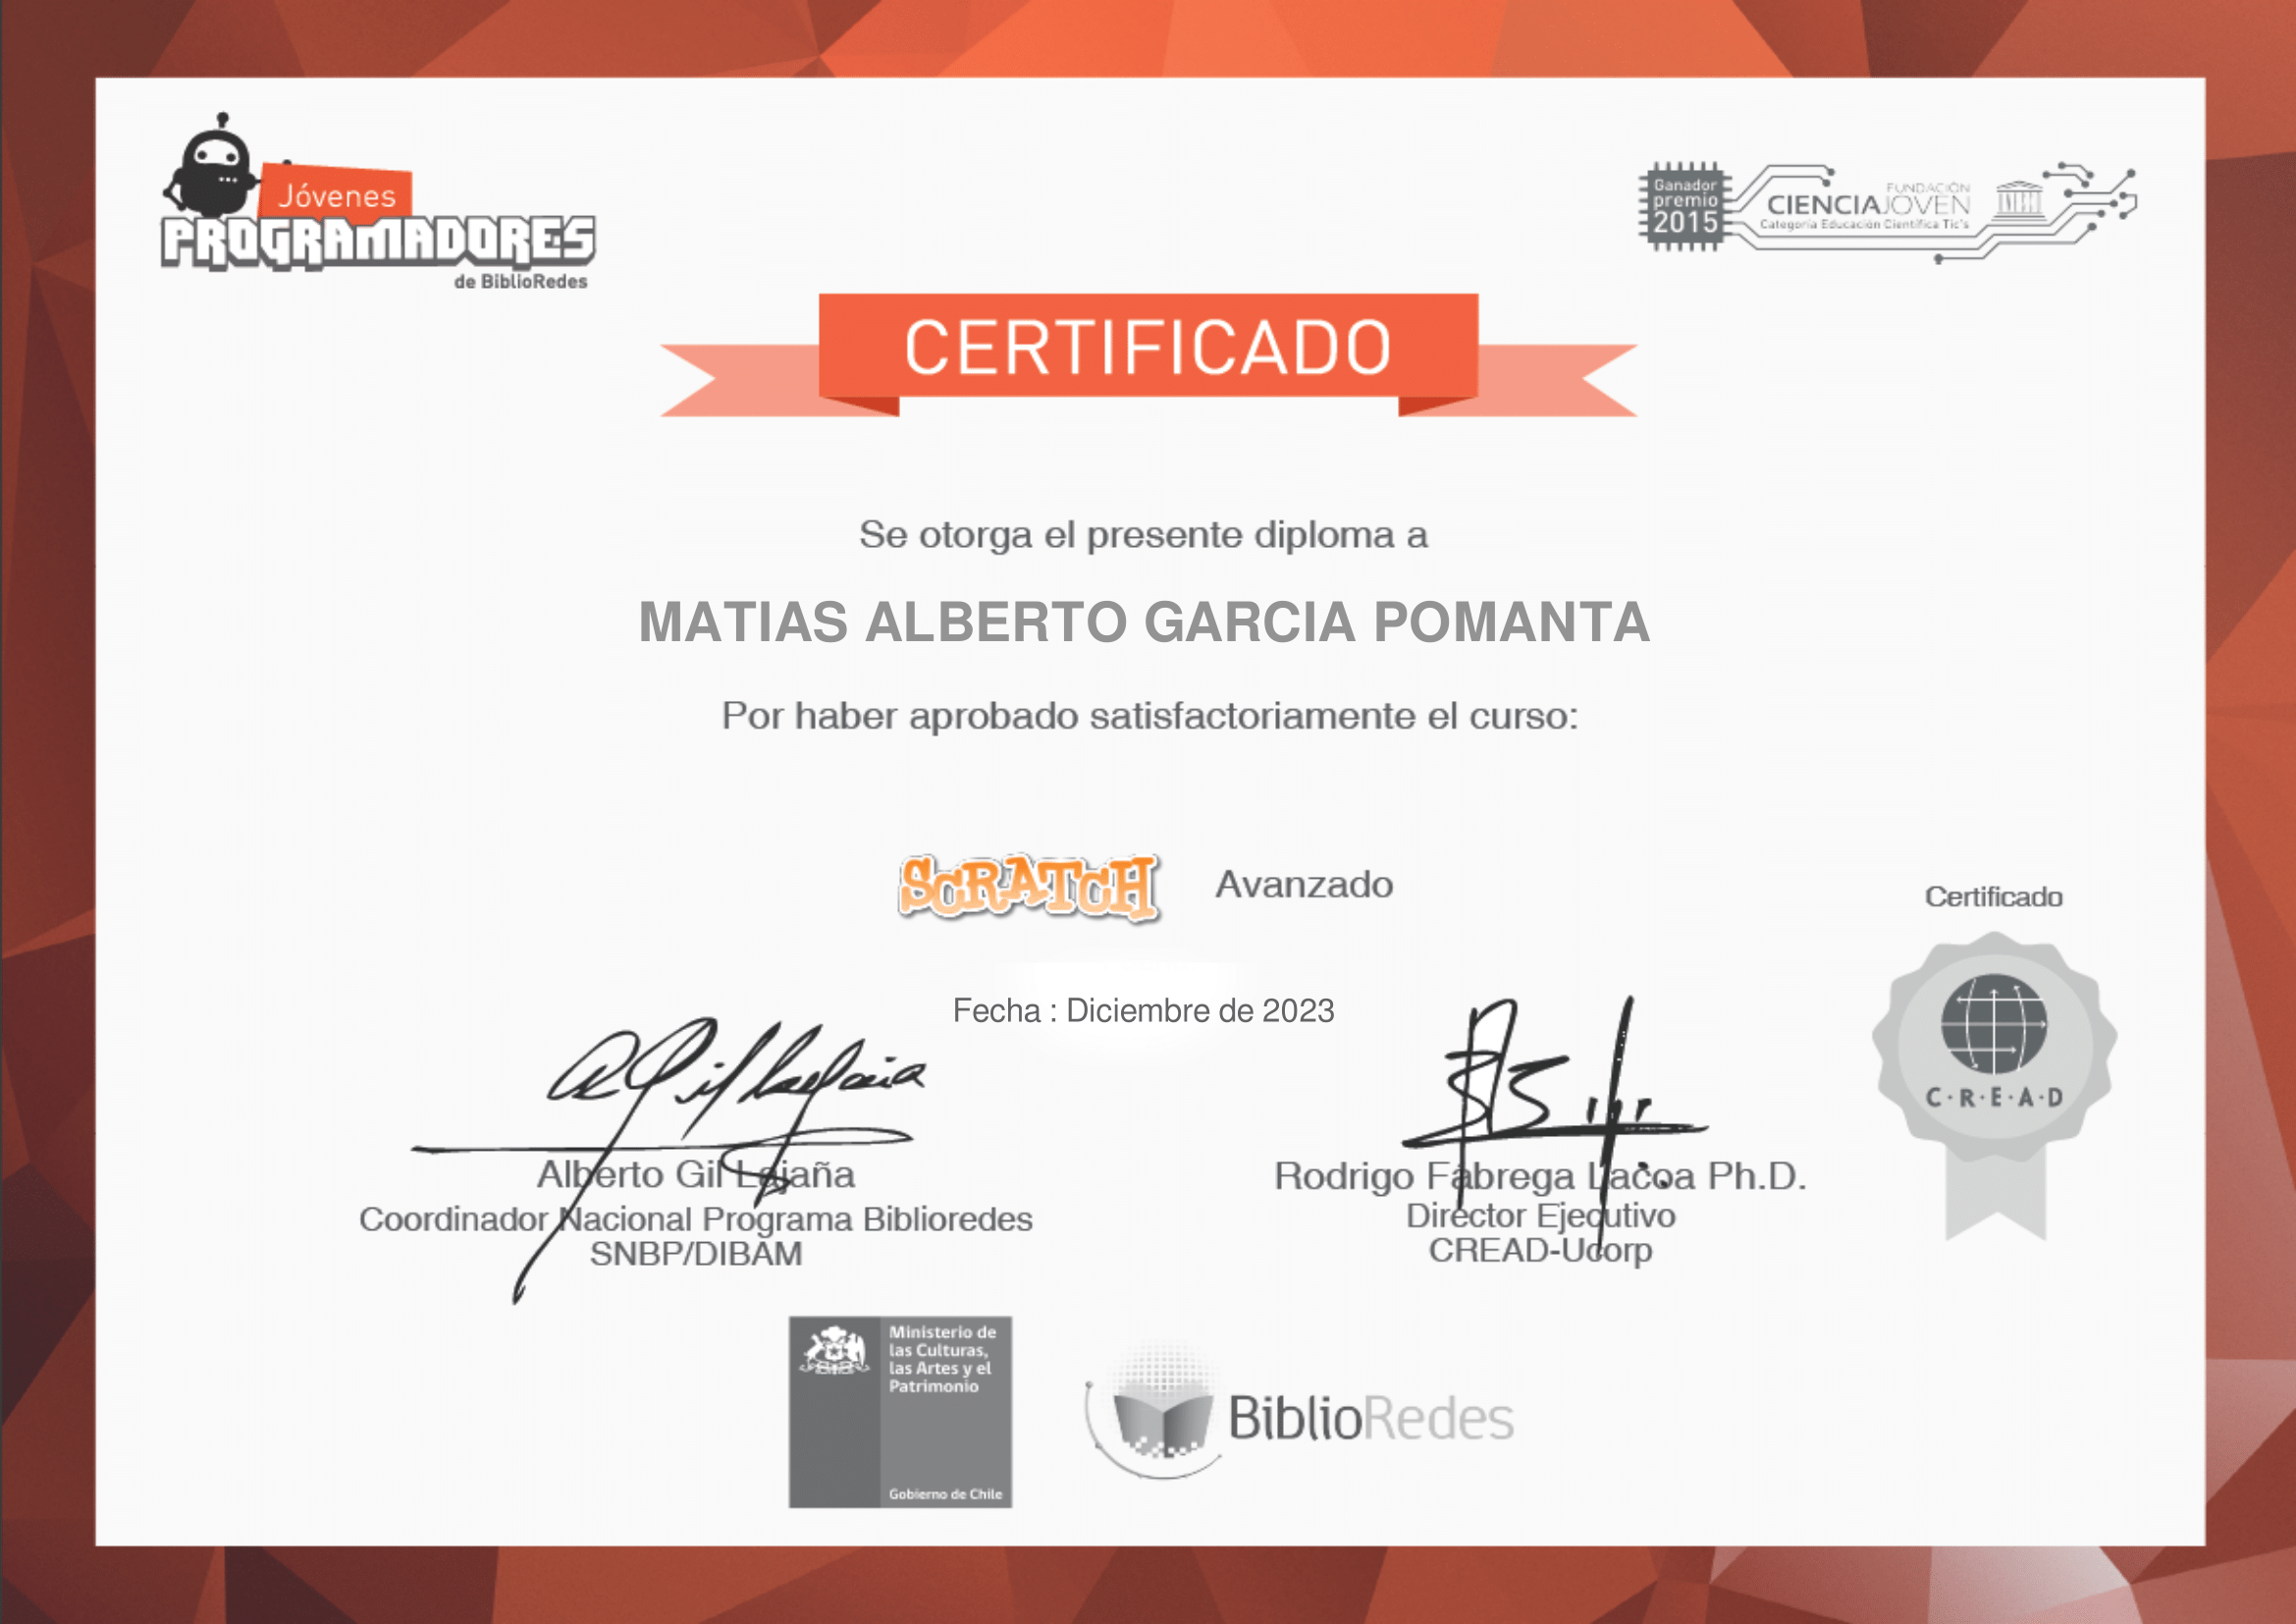 Jóvenes
PROGRAMADORES
de BiblioRedes
Ganador
premio
2015
FUNDACIÓN
CIENCIAJOVEN
Categoría Educación Científica Tic's
CERTIFICADO
Se otorga el presente diploma a
MATIAS ALBERTO GARCIA POMANTA
Por haber aprobado satisfactoriamente el curso:
SCRATCH Avanzado
Fecha : Diciembre de 2023
Certificado
C·R·E·A·D
Alberto Gil Lajaña
Coordinador Nacional Programa Biblioredes
SNBP/DIBAM
Rodrigo Fábrega Lacoa Ph.D.
Director Ejecutivo
CREAD-Ucorp
Ministerio de
las Culturas,
las Artes y el
Patrimonio
Gobierno de Chile
BiblioRedes